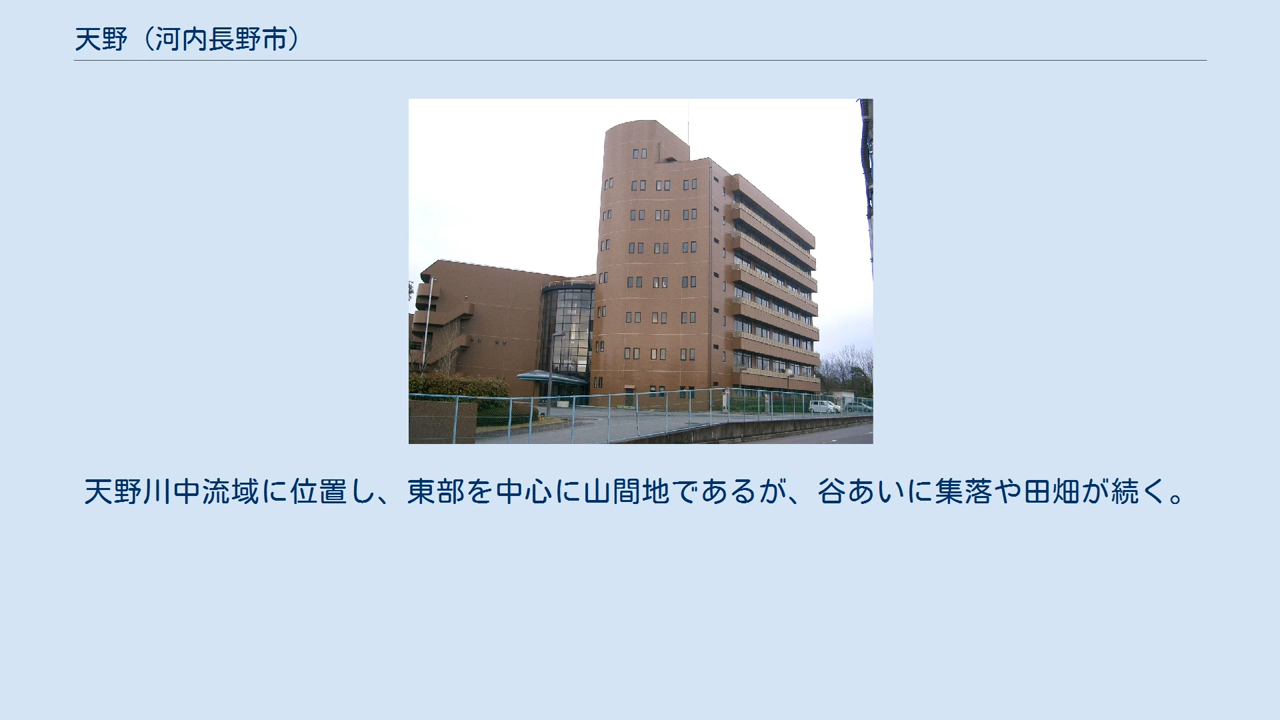 天野（河内長野市）
天野川中流域に位置し、東部を中心に山間地であるが、谷あいに集落や田畑が続く。